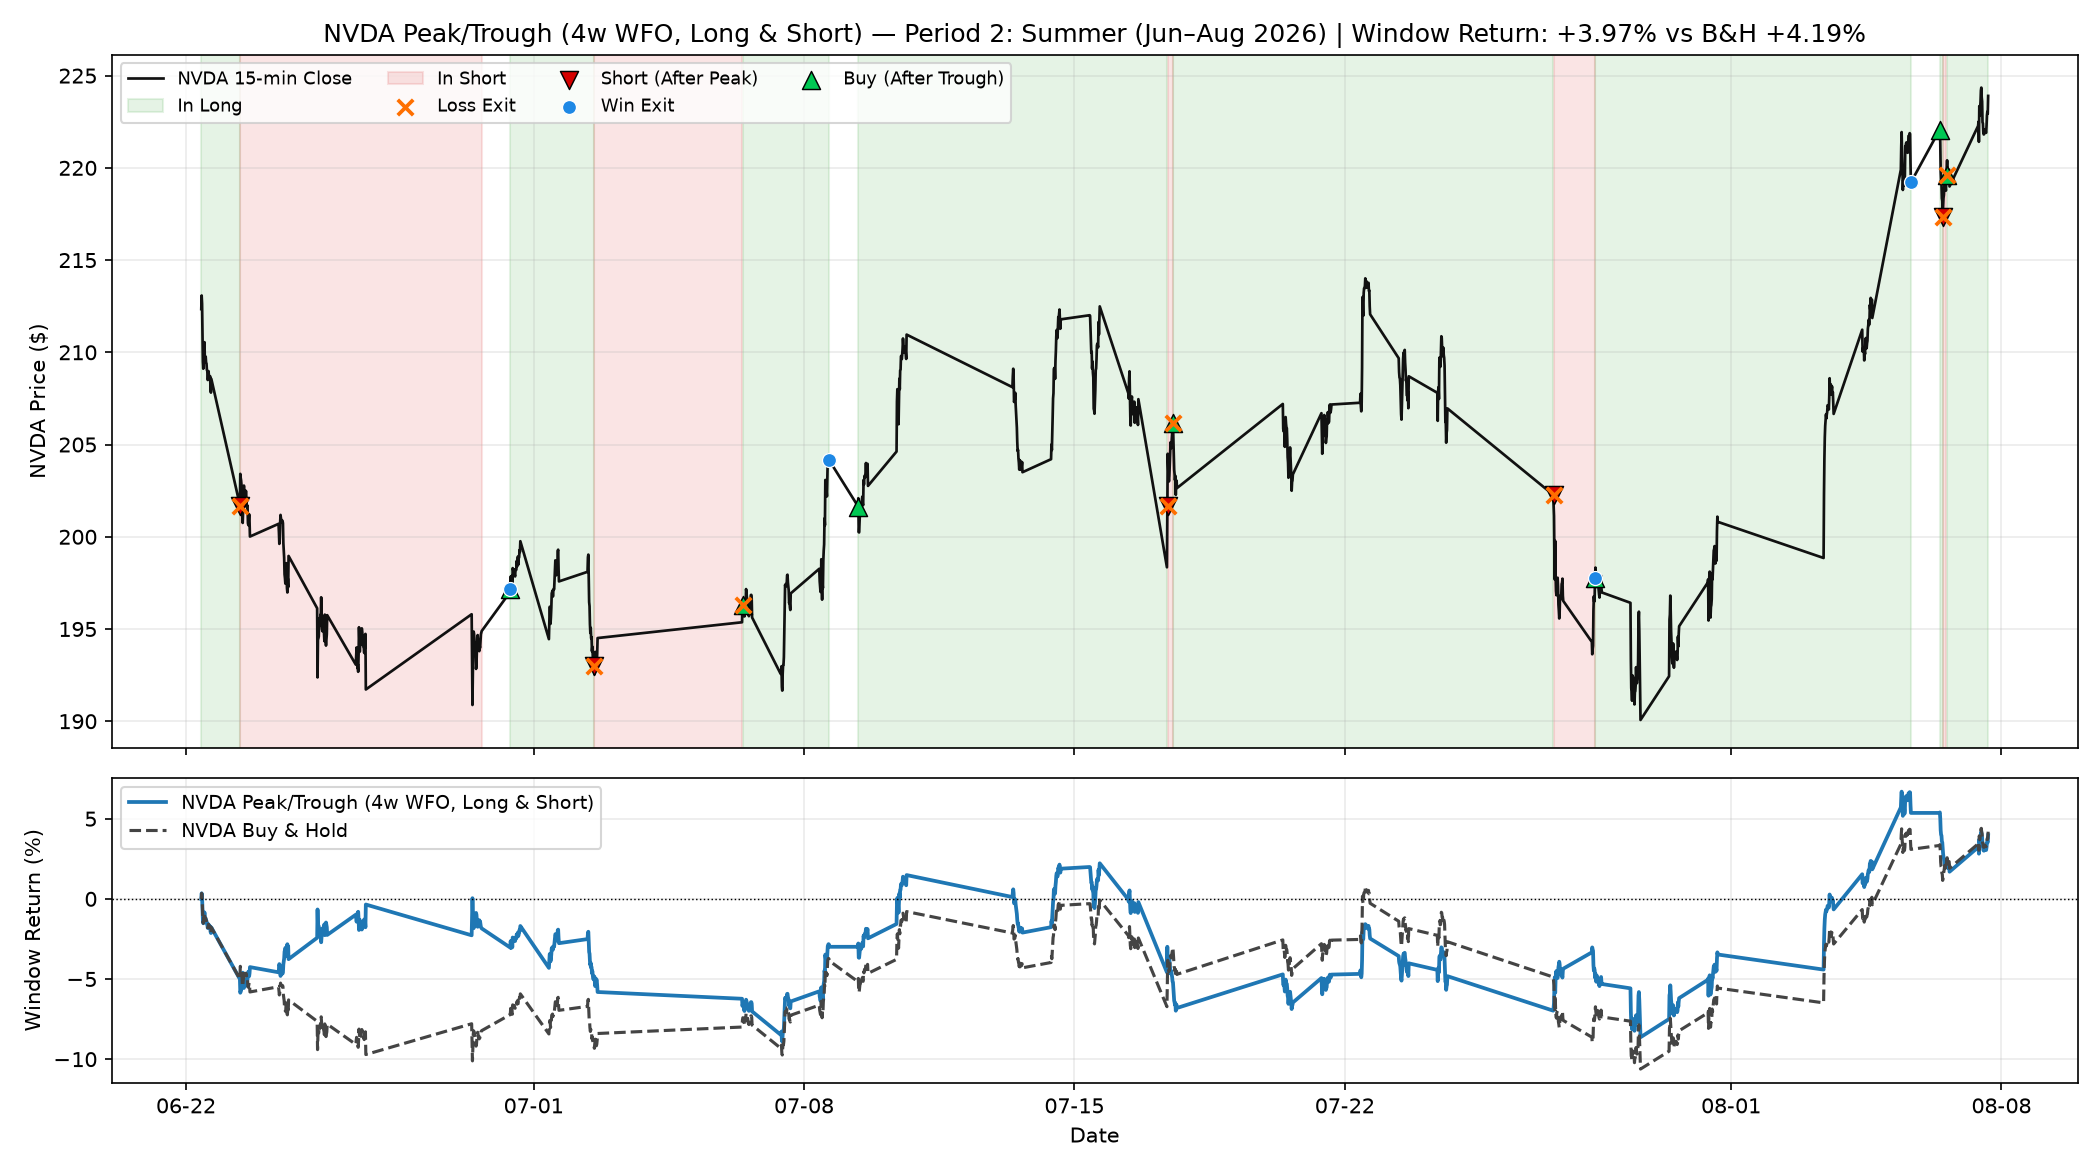 NVDA Peak/Trough (4w WFO, Long & Short) — Period 2: Summer (Jun–Aug 2026) | Window Return: +3.97% vs B&H +4.19%
NVDA 15-min Close
In Long
In Short
Loss Exit
Short (After Peak)
Win Exit
Buy (After Trough)
NVDA Price ($)
225
220
215
210
205
200
195
190
NVDA Peak/Trough (4w WFO, Long & Short)
NVDA Buy & Hold
Window Return (%)
5
0
−5
−10
06-22
07-01
07-08
07-15
07-22
08-01
08-08
Date